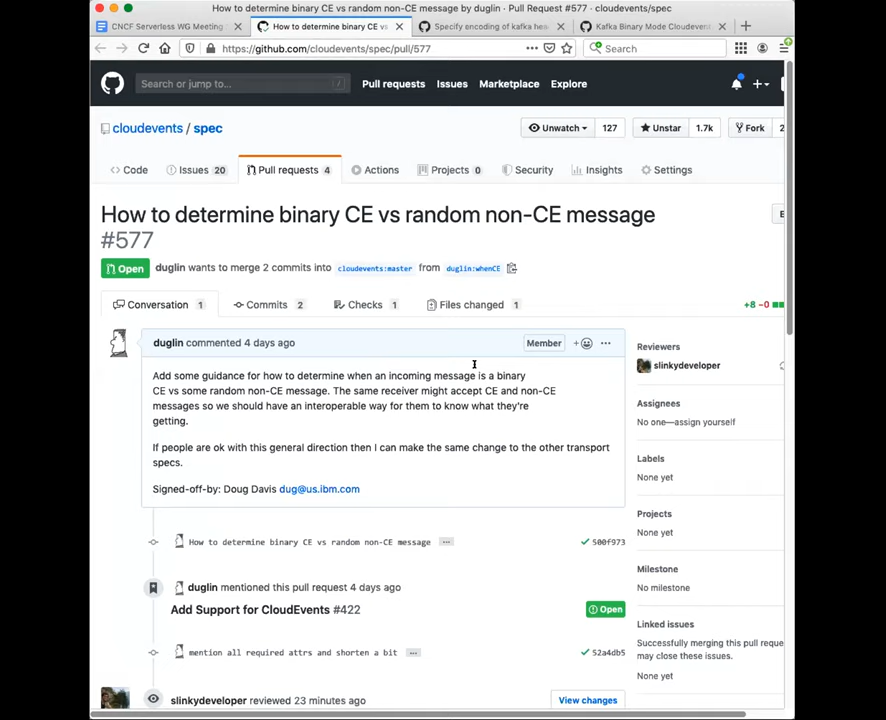 How to determine binary CE vs random non-CE message by duglin · Pull Request #577 · cloudevents/spec
CNCF Serverless WG Meeting
How to determine binary CE vs
Specify encoding of kafka hea
Kafka Binary Mode Cloudevent
https://github.com/cloudevents/spec/pull/577
Search
Search or jump to...
Pull requests Issues Marketplace Explore
cloudevents / spec
Unwatch 127
Unstar 1.7k
Fork 2
Code
Issues 20
Pull requests 4
Actions
Projects 0
Security
Insights
Settings
How to determine binary CE vs random non-CE message
#577
Open duglin wants to merge 2 commits into cloudevents:master from duglin:whenCE
Conversation 1
Commits 2
Checks 1
Files changed 1
+8 −0
duglin commented 4 days ago
Member
Add some guidance for how to determine when an incoming message is a binary
CE vs some random non-CE message. The same receiver might accept CE and non-CE
messages so we should have an interoperable way for them to know what they're
getting.
If people are ok with this general direction then I can make the same change to the other transport
specs.
Signed-off-by: Doug Davis dug@us.ibm.com
How to determine binary CE vs random non-CE message ... 500f973
duglin mentioned this pull request 4 days ago
Add Support for CloudEvents #422
Open
mention all required attrs and shorten a bit ... 52a4db5
slinkydeveloper reviewed 23 minutes ago
View changes
Reviewers
slinkydeveloper
Assignees
No one—assign yourself
Labels
None yet
Projects
None yet
Milestone
No milestone
Linked issues
Successfully merging this pull reque
may close these issues.
None yet